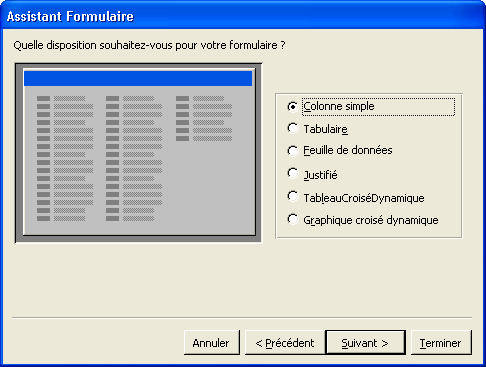 Assistant Formulaire
Quelle disposition souhaitez-vous pour votre formulaire ?
Colonne simple
Tabulaire
Feuille de données
Justifié
TableauCroiséDynamique
Graphique croisé dynamique
Annuler
< Précédent
Suivant >
Terminer